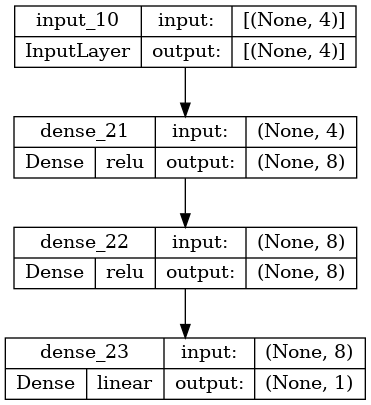 input_10 input: [(None, 4)]
InputLayer output: [(None, 4)]
dense_21 input: (None, 4)
Dense relu output: (None, 8)
dense_22 input: (None, 8)
Dense relu output: (None, 8)
dense_23 input: (None, 8)
Dense linear output: (None, 1)